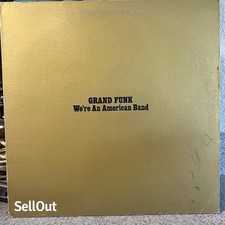 GRAND FUNK
We're An American Band
SellOut